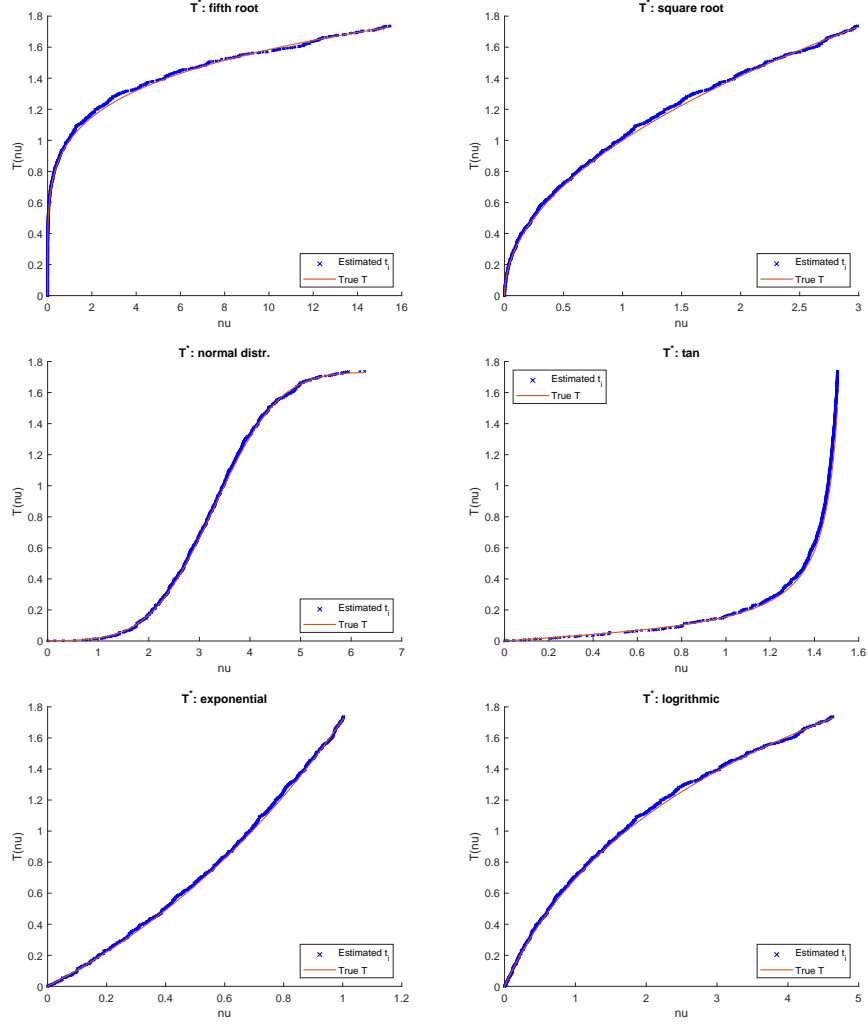 T*: fifth root
T(nu)
1.8
1.6
1.4
1.2
1
0.8
0.6
0.4
0.2
0
Estimated t_i
True T
0 2 4 6 8 10 12 14 16
nu
T*: square root
T(nu)
1.8
1.6
1.4
1.2
1
0.8
0.6
0.4
0.2
0
Estimated t_i
True T
0 0.5 1 1.5 2 2.5 3
nu
T*: normal distr.
T(nu)
1.8
1.6
1.4
1.2
1
0.8
0.6
0.4
0.2
0
Estimated t_i
True T
0 1 2 3 4 5 6 7
nu
T*: tan
T(nu)
1.8
1.6
1.4
1.2
1
0.8
0.6
0.4
0.2
0
Estimated t_i
True T
0 0.2 0.4 0.6 0.8 1 1.2 1.4 1.6
nu
T*: exponential
T(nu)
1.8
1.6
1.4
1.2
1
0.8
0.6
0.4
0.2
0
Estimated t_i
True T
0 0.2 0.4 0.6 0.8 1 1.2
nu
T*: logrithmic
T(nu)
1.8
1.6
1.4
1.2
1
0.8
0.6
0.4
0.2
0
Estimated t_i
True T
0 1 2 3 4 5
nu